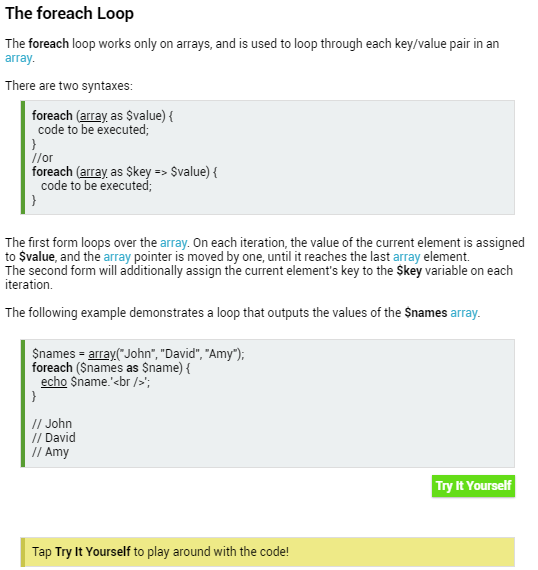 The foreach Loop
The foreach loop works only on arrays, and is used to loop through each key/value pair in an
array.
There are two syntaxes:
foreach (array as $value) {
code to be executed;
}
//or
foreach (array as $key => $value) {
code to be executed;
}
The first form loops over the array. On each iteration, the value of the current element is assigned
to $value, and the array pointer is moved by one, until it reaches the last array element.
The second form will additionally assign the current element's key to the $key variable on each
iteration.
The following example demonstrates a loop that outputs the values of the $names array.
$names = array("John", "David", "Amy");
foreach ($names as $name) {
echo $name.'<br />';
}
// John
// David
// Amy
Try It Yourself
Tap Try It Yourself to play around with the code!